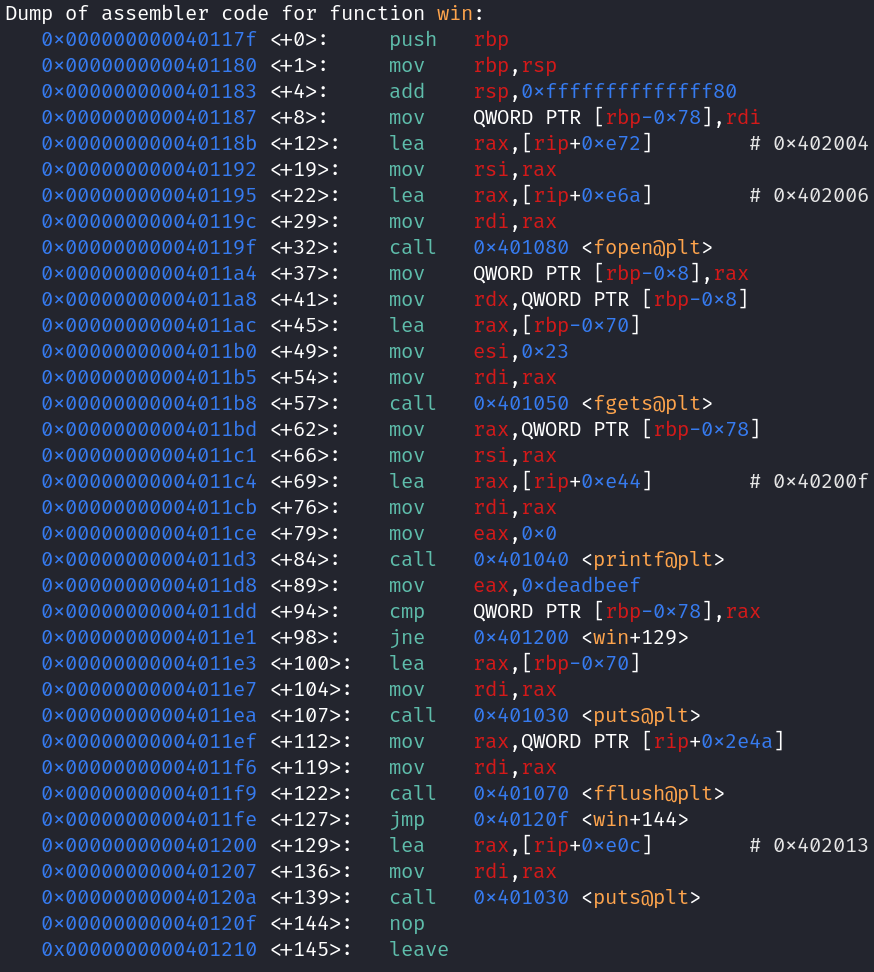 Dump of assembler code for function win:
0x000000000040117f <+0>: push rbp
0x0000000000401180 <+1>: mov rbp,rsp
0x0000000000401183 <+4>: add rsp,0xffffffffffffff80
0x0000000000401187 <+8>: mov QWORD PTR [rbp-0x78],rdi
0x000000000040118b <+12>: lea rax,[rip+0xe72] # 0x402004
0x0000000000401192 <+19>: mov rsi,rax
0x0000000000401195 <+22>: lea rax,[rip+0xe6a] # 0x402006
0x000000000040119c <+29>: mov rdi,rax
0x000000000040119f <+32>: call 0x401080 <fopen@plt>
0x00000000004011a4 <+37>: mov QWORD PTR [rbp-0x8],rax
0x00000000004011a8 <+41>: mov rdx,QWORD PTR [rbp-0x8]
0x00000000004011ac <+45>: lea rax,[rbp-0x70]
0x00000000004011b0 <+49>: mov esi,0x23
0x00000000004011b5 <+54>: mov rdi,rax
0x00000000004011b8 <+57>: call 0x401050 <fgets@plt>
0x00000000004011bd <+62>: mov rax,QWORD PTR [rbp-0x78]
0x00000000004011c1 <+66>: mov rsi,rax
0x00000000004011c4 <+69>: lea rax,[rip+0xe44] # 0x40200f
0x00000000004011cb <+76>: mov rdi,rax
0x00000000004011ce <+79>: mov eax,0x0
0x00000000004011d3 <+84>: call 0x401040 <printf@plt>
0x00000000004011d8 <+89>: mov eax,0xdeadbeef
0x00000000004011dd <+94>: cmp QWORD PTR [rbp-0x78],rax
0x00000000004011e1 <+98>: jne 0x401200 <win+129>
0x00000000004011e3 <+100>: lea rax,[rbp-0x70]
0x00000000004011e7 <+104>: mov rdi,rax
0x00000000004011ea <+107>: call 0x401030 <puts@plt>
0x00000000004011ef <+112>: mov rax,QWORD PTR [rip+0x2e4a]
0x00000000004011f6 <+119>: mov rdi,rax
0x00000000004011f9 <+122>: call 0x401070 <fflush@plt>
0x00000000004011fe <+127>: jmp 0x40120f <win+144>
0x0000000000401200 <+129>: lea rax,[rip+0xe0c] # 0x402013
0x0000000000401207 <+136>: mov rdi,rax
0x000000000040120a <+139>: call 0x401030 <puts@plt>
0x000000000040120f <+144>: nop
0x0000000000401210 <+145>: leave